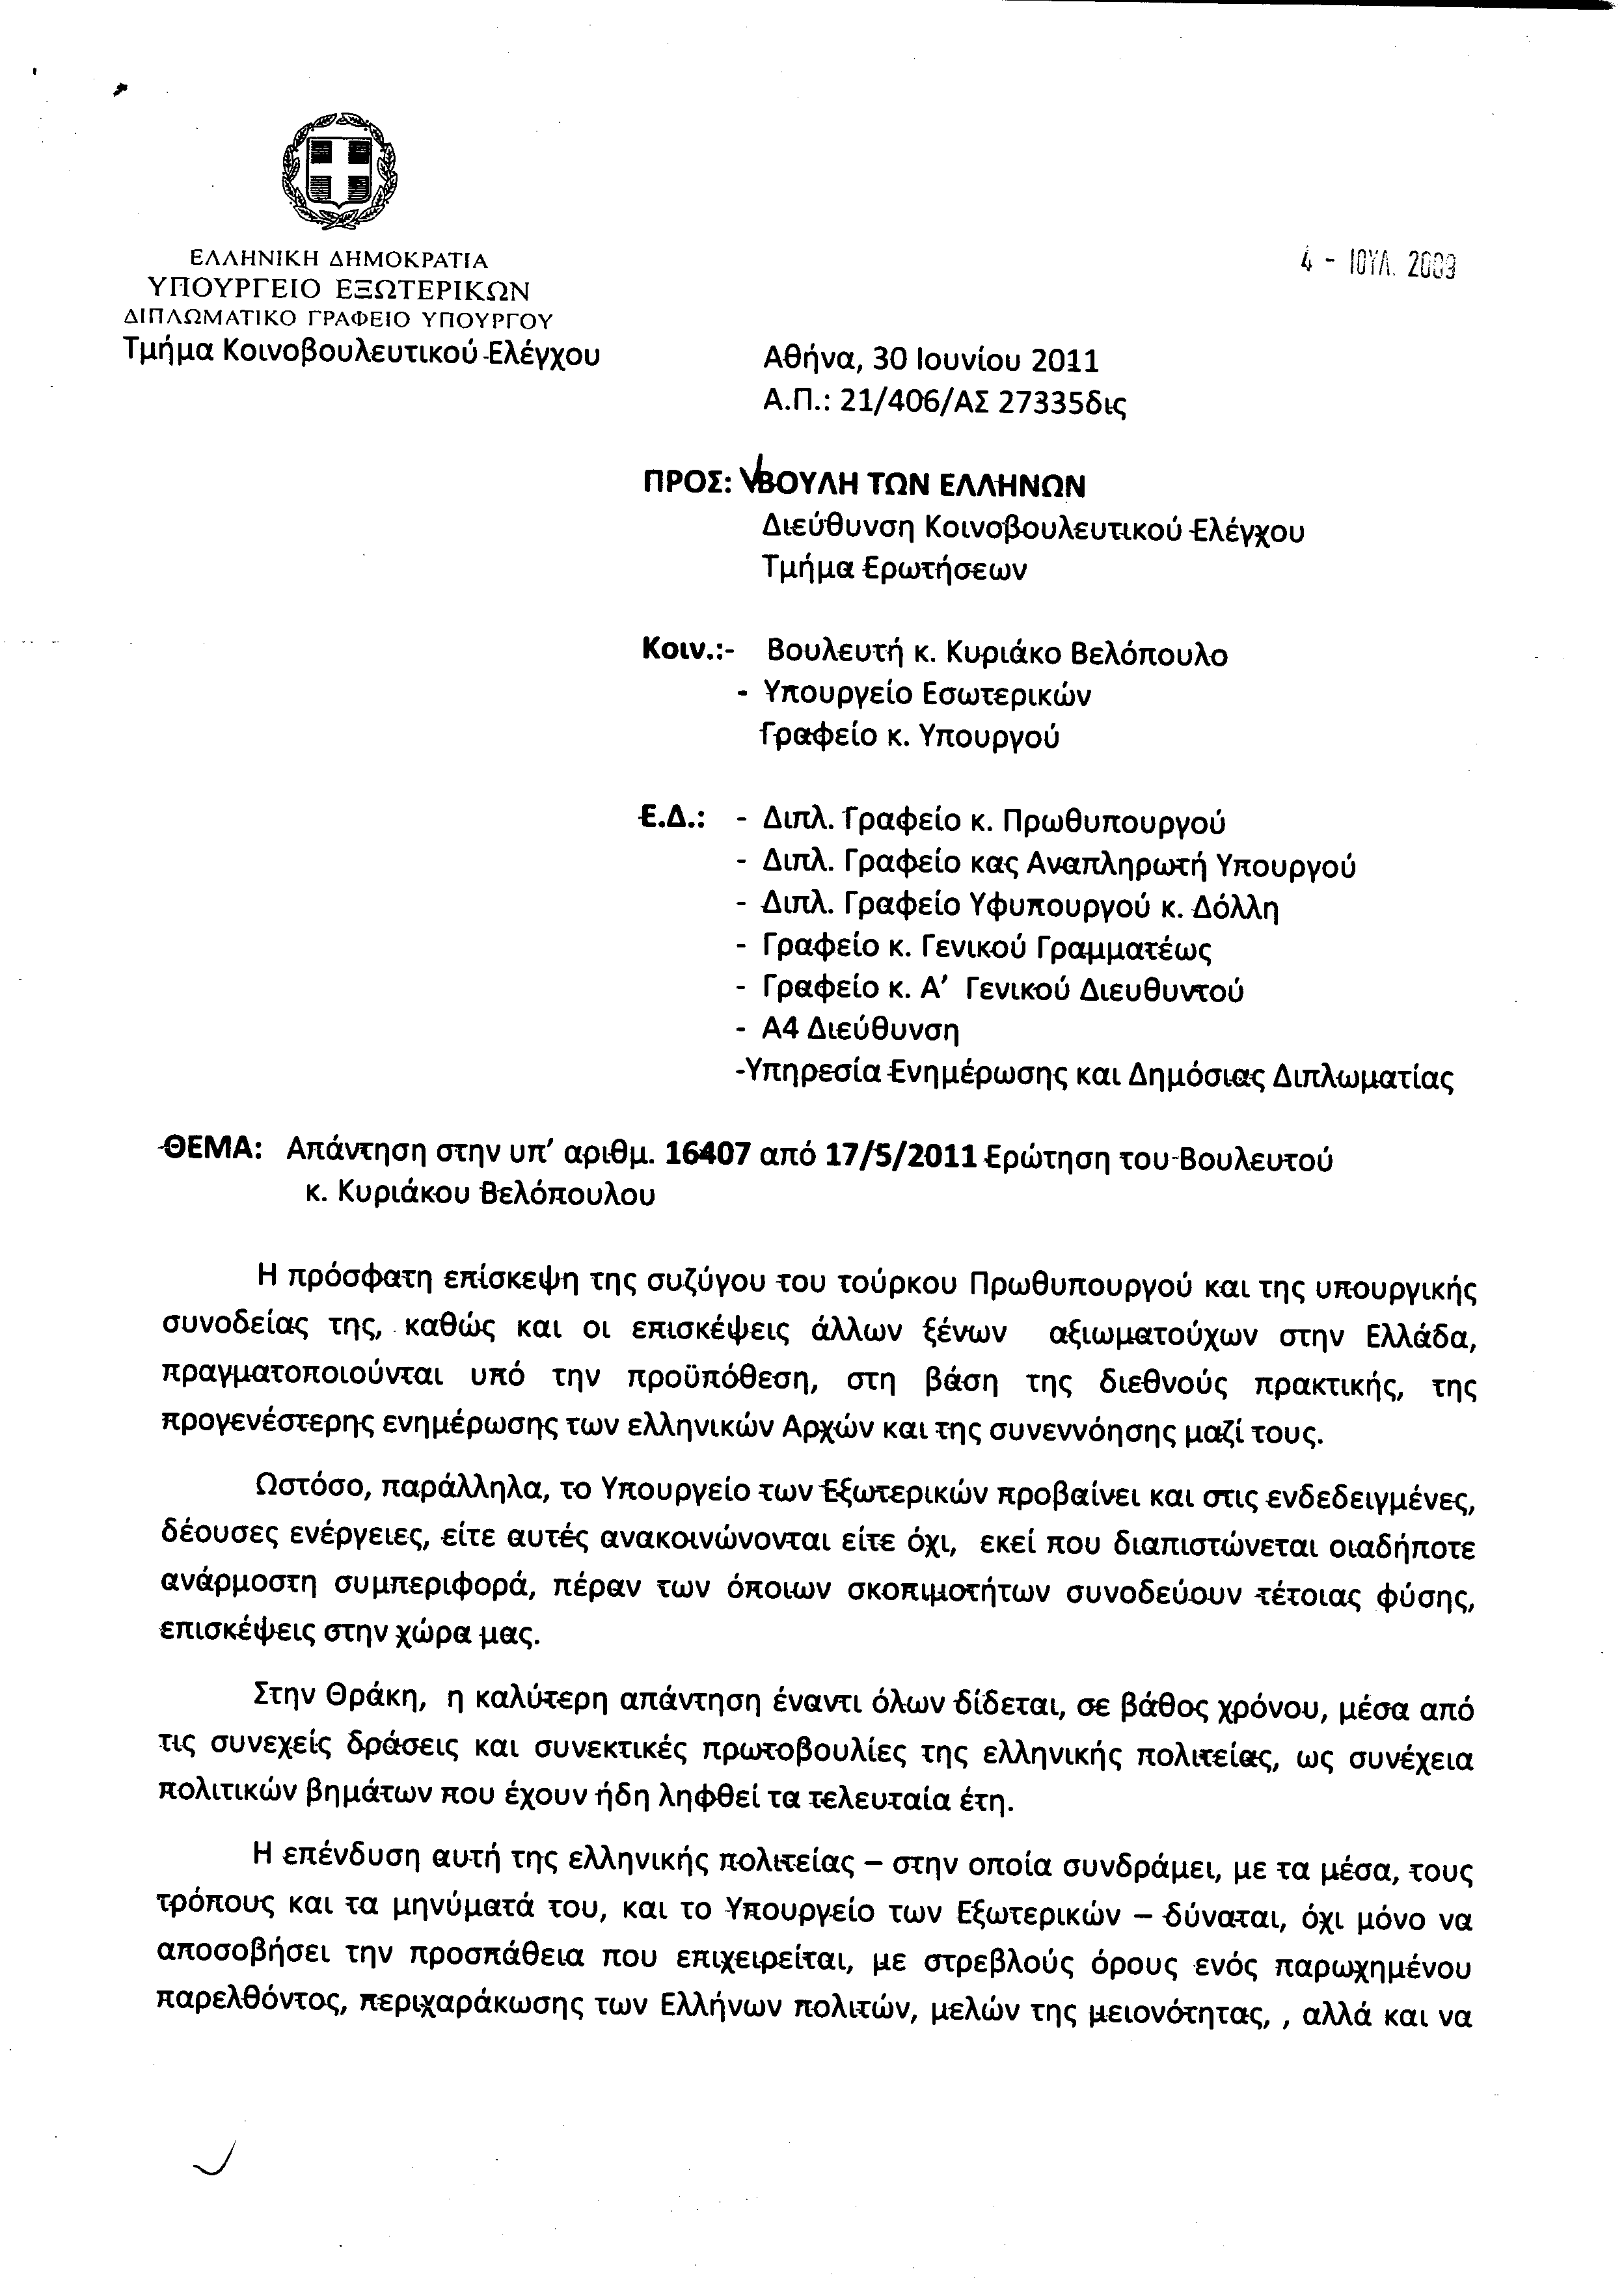 ΕΛΛΗΝΙΚΗ ΔΗΜΟΚΡΑΤΙΑ
ΥΠΟΥΡΓΕΙΟ ΕΞΩΤΕΡΙΚΩΝ
ΔΙΠΛΩΜΑΤΙΚΟ ΓΡΑΦΕΙΟ ΥΠΟΥΡΓΟΥ
Τμήμα Κοινοβουλευτικού Ελέγχου
4 - ΙΟΥΛ.
Αθήνα, 30 Ιουνίου 2011
Α.Π.: 21/406/ΑΣ 27335δις
ΠΡΟΣ: ΒΟΥΛΗ ΤΩΝ ΕΛΛΗΝΩΝ
Διεύθυνση Κοινοβουλευτικού Ελέγχου
Τμήμα Ερωτήσεων
Κοιν.:- Βουλευτή κ. Κυριάκο Βελόπουλο
- Υπουργείο Εσωτερικών
Γραφείο κ. Υπουργού
Ε.Δ.: - Διπλ. Γραφείο κ. Πρωθυπουργού
- Διπλ. Γραφείο κας Αναπληρωτή Υπουργού
- Διπλ. Γραφείο Υφυπουργού κ. Δόλλη
- Γραφείο κ. Γενικού Γραμματέως
- Γραφείο κ. Α' Γενικού Διευθυντού
- Α4 Διεύθυνση
-Υπηρεσία Ενημέρωσης και Δημόσιας Διπλωματίας
ΘΕΜΑ: Απάντηση στην υπ' αριθμ. 16407 από 17/5/2011 Ερώτηση του Βουλευτού
κ. Κυριάκου Βελόπουλου
Η πρόσφατη επίσκεψη της συζύγου του τούρκου Πρωθυπουργού και της υπουργικής
συνοδείας της, καθώς και οι επισκέψεις άλλων ξένων αξιωματούχων στην Ελλάδα,
πραγματοποιούνται υπό την προϋπόθεση, στη βάση της διεθνούς πρακτικής, της
προγενέστερης ενημέρωσης των ελληνικών Αρχών και της συνεννόησης μαζί τους.
Ωστόσο, παράλληλα, το Υπουργείο των Εξωτερικών προβαίνει και στις ενδεδειγμένες,
δέουσες ενέργειες, είτε αυτές ανακοινώνονται είτε όχι, εκεί που διαπιστώνεται οιαδήποτε
ανάρμοστη συμπεριφορά, πέραν των όποιων σκοπιμοτήτων συνοδεύουν τέτοιας φύσης,
επισκέψεις στην χώρα μας.
Στην Θράκη, η καλύτερη απάντηση έναντι όλων δίδεται, σε βάθος χρόνου, μέσα από
τις συνεχείς δράσεις και συνεκτικές πρωτοβουλίες της ελληνικής πολιτείας, ως συνέχεια
πολιτικών βημάτων που έχουν ήδη ληφθεί τα τελευταία έτη.
Η επένδυση αυτή της ελληνικής πολιτείας – στην οποία συνδράμει, με τα μέσα, τους
τρόπους και τα μηνύματά του, και το Υπουργείο των Εξωτερικών – δύναται, όχι μόνο να
αποσοβήσει την προσπάθεια που επιχειρείται, με στρεβλούς όρους ενός παρωχημένου
παρελθόντος, περιχαράκωσης των Ελλήνων πολιτών, μελών της μειονότητας, , αλλά και να